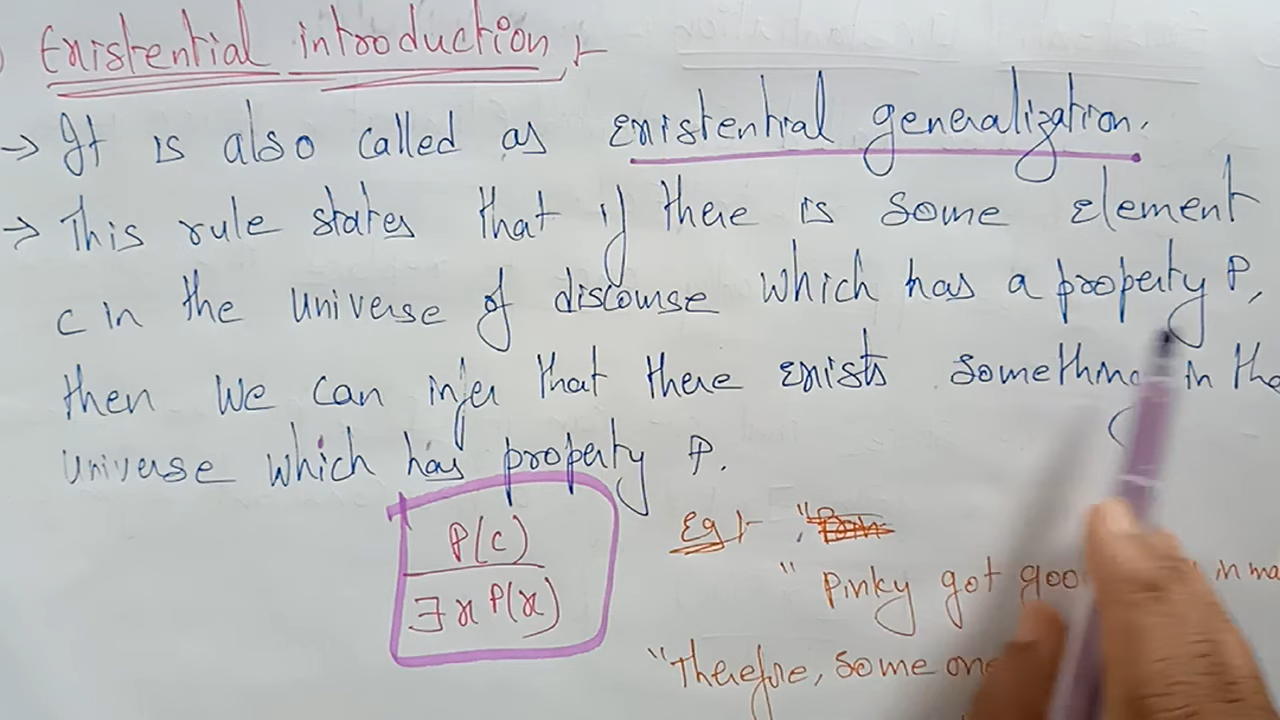 Existential introduction :-
→ It is also called as existential generalization.
→ This rule states that if there is some element
c in the universe of discourse which has a property P,
then we can infer that there exists something in the
universe which has property P.
P(c)
∃x P(x)
Eg :-
" Pinky got in
"Therefore, some one